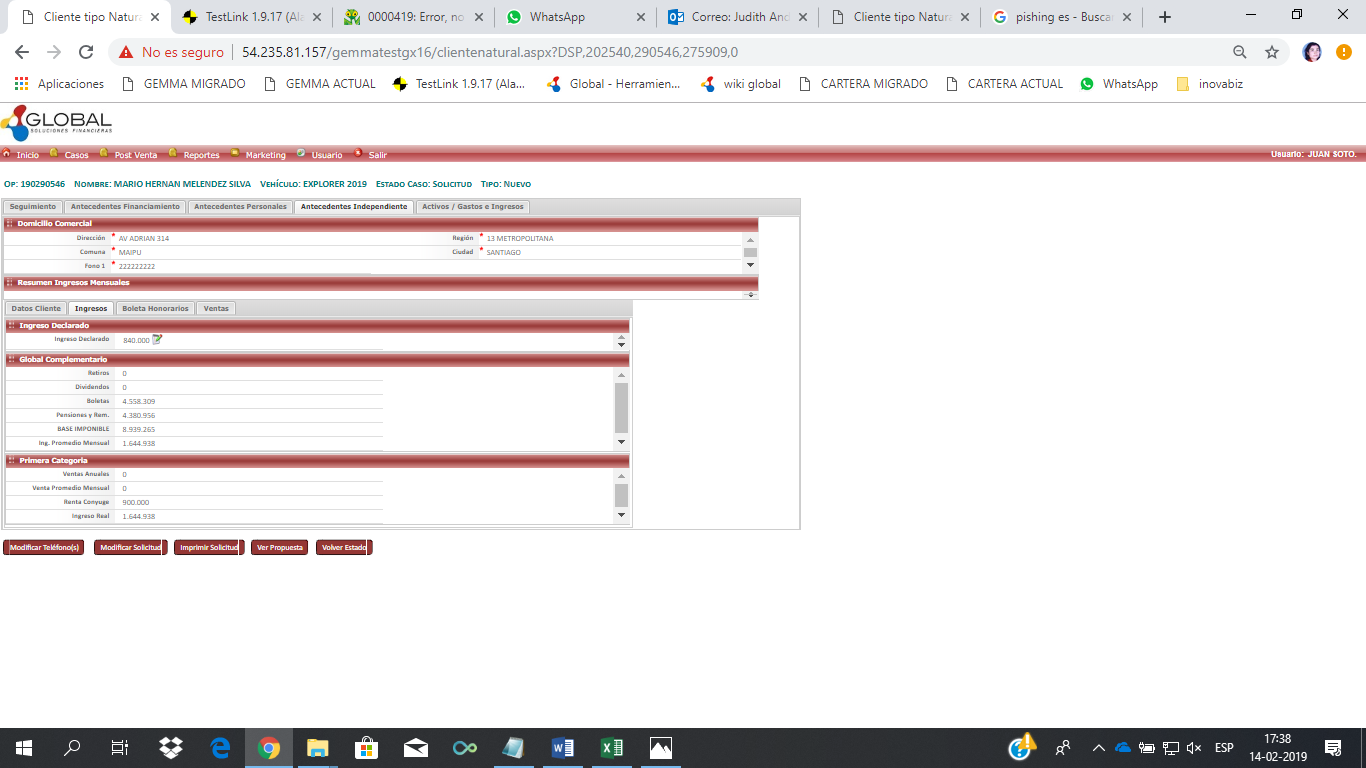 Cliente tipo Natura
TestLink 1.9.17 (Ala
0000419: Error, no
WhatsApp
Correo: Judith And
Cliente tipo Natura
pishing es - Buscar
No es seguro | 54.235.81.157/gemmatestgx16/clientenatural.aspx?DSP,202540,290546,275909,0
Aplicaciones GEMMA MIGRADO GEMMA ACTUAL TestLink 1.9.17 (Ala... Global - Herramien... wiki global CARTERA MIGRADO CARTERA ACTUAL WhatsApp inovabiz
GLOBAL
SOLUCIONES FINANCIERAS
Inicio Casos Post Venta Reportes Marketing Usuario Salir Usuario: JUAN SOTO.
OP: 190290546 NOMBRE: MARIO HERNAN MELENDEZ SILVA VEHÍCULO: EXPLORER 2019 ESTADO CASO: SOLICITUD TIPO: NUEVO
Seguimiento Antecedentes Financiamiento Antecedentes Personales Antecedentes Independiente Activos / Gastos e Ingresos
Domicilio Comercial
Dirección * AV ADRIAN 314 Región * 13 METROPOLITANA
Comuna * MAIPU Ciudad * SANTIAGO
Fono 1 * 222222222
Resumen Ingresos Mensuales
Datos Cliente Ingresos Boleta Honorarios Ventas
Ingreso Declarado
Ingreso Declarado 840.000
Global Complementario
Retiros 0
Dividendos 0
Boletas 4.558.309
Pensiones y Rem. 4.380.956
BASE IMPONIBLE 8.939.265
Ing. Promedio Mensual 1.644.938
Primera Categoria
Ventas Anuales 0
Venta Promedio Mensual 0
Renta Conyuge 900.000
Ingreso Real 1.644.938
Modificar Teléfono(s) Modificar Solicitud Imprimir Solicitud Ver Propuesta Volver Estado
ESP
17:38
14-02-2019